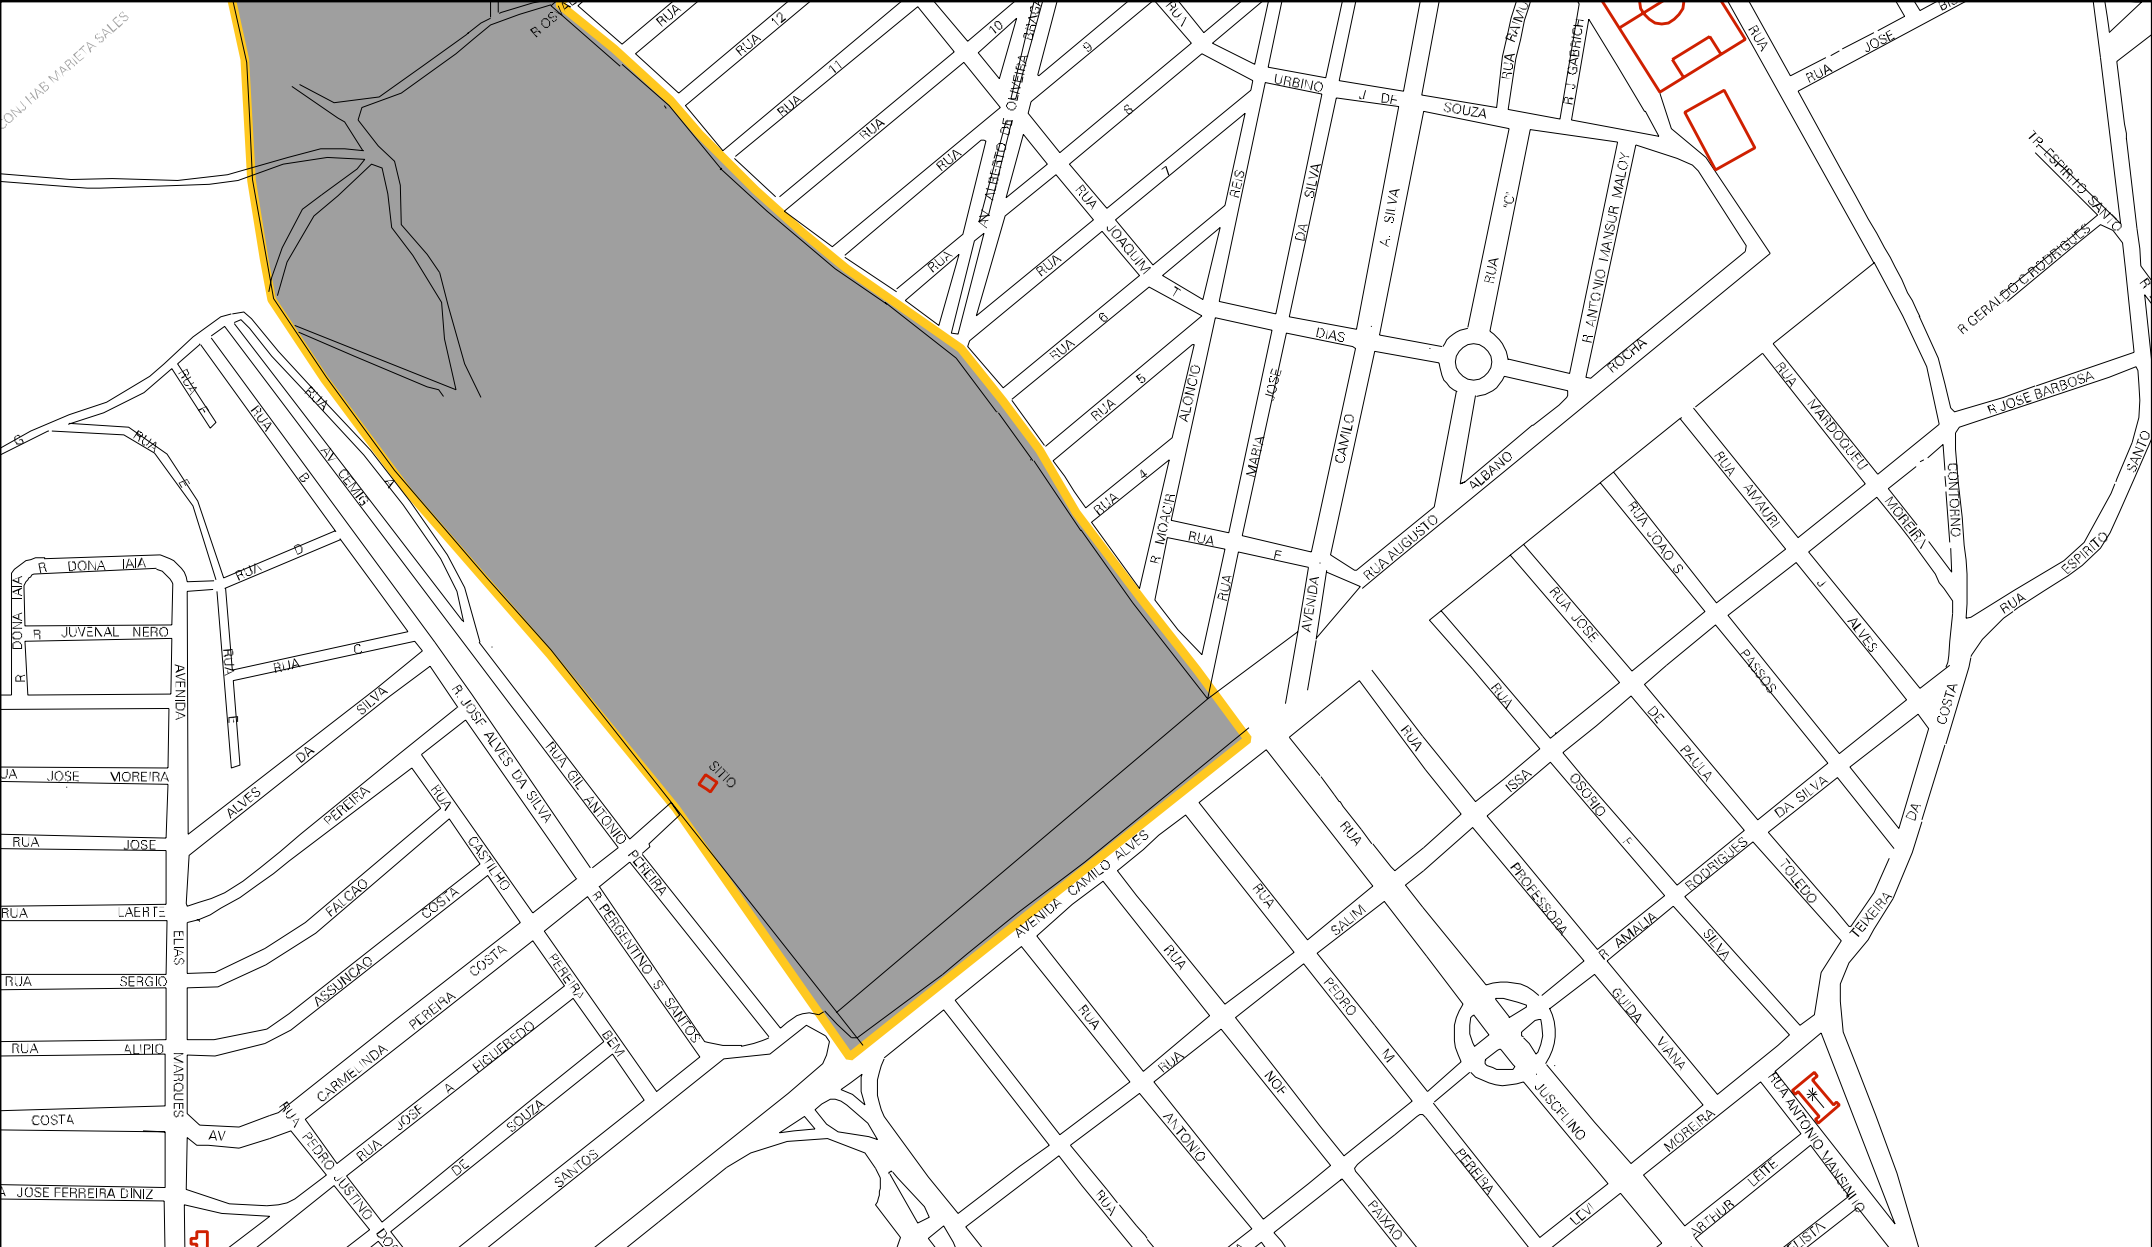 CONJ HAB MARIETA SALES
RUA
12
RUA
11
RUA
RUA
RUA
10
9
8
7
RUA
6
RUA
5
RUA
4
RUA
AV ALBERTO DE OLIVEIRA BRAGA
RUA JOAQUIM T
URBINO J DE SOUZA
R J GABRICH
RUA
RUA JOSE
REIS
DA SILVA
A. SILVA
RUA "C"
R ANTONIO MANSUR MALOY
TP. ESPIRITO SANTO
R GERALDO C RODRIGUES
DIAS
ALONCIO
JOSE
MARIA
CAMILO
R MOACIR
RUA
F
RUA
AVENIDA
RUA AUGUSTO ALBANO ROCHA
R JOSE BARBOSA
RUA MARDOQUEU
MOREIRA
CONTORNO
SANTO
ESPIRITO
RUA
RUA AMAURI
J ALVES
RUA JOAO S
PASSOS
RUA JOSE
DE PAULA
RUA
OSORIO F
RUA
DA SILVA
RODRIGUES
AMALIA
R
ISSA
SALIM
RUA
TOLEDO
COSTA
DA
TEIXEIRA
RUA
PROFESSORA
GUIDA
VIANA
SILVA
RUA
PEDRO M
PEREIRA
RUA
NOE
PAIXAO
RUA
ANTONIO
RUA
JUSCELINO
MOREIRA
LEVI
ARTHUR LEITE
RUA ANTONIO MANSINHO
AVENIDA CAMILO ALVES
SITIO
G
RUA F
RUA E
RUA B
AV CEMIG
RUA A
RUA D
R DONA IAIA
R DONA IAIA
R JUVENAL NERO
R
RUA C
RUA E
AVENIDA
ELIAS
MARQUES
JOSE MOREIRA
RUA JOSE
RUA LAERTE
RUA SERGIO
RUA ALIPIO
COSTA
AV
JOSE FERREIRA DINIZ
ALVES DA SILVA
PEREIRA
FALCAO
ASSUNCAO COSTA
CARMELINDA PEREIRA COSTA
RUA JOSE A FIGUEREDO
DE SOUZA
SANTOS
RUA PEDRO JUSTINO
RUA CASTILHO
PEREIRA
BEM
R. JOSE ALVES DA SILVA
RUA GIL ANTONIO PEREIRA
R PERGENTINO S SANTOS